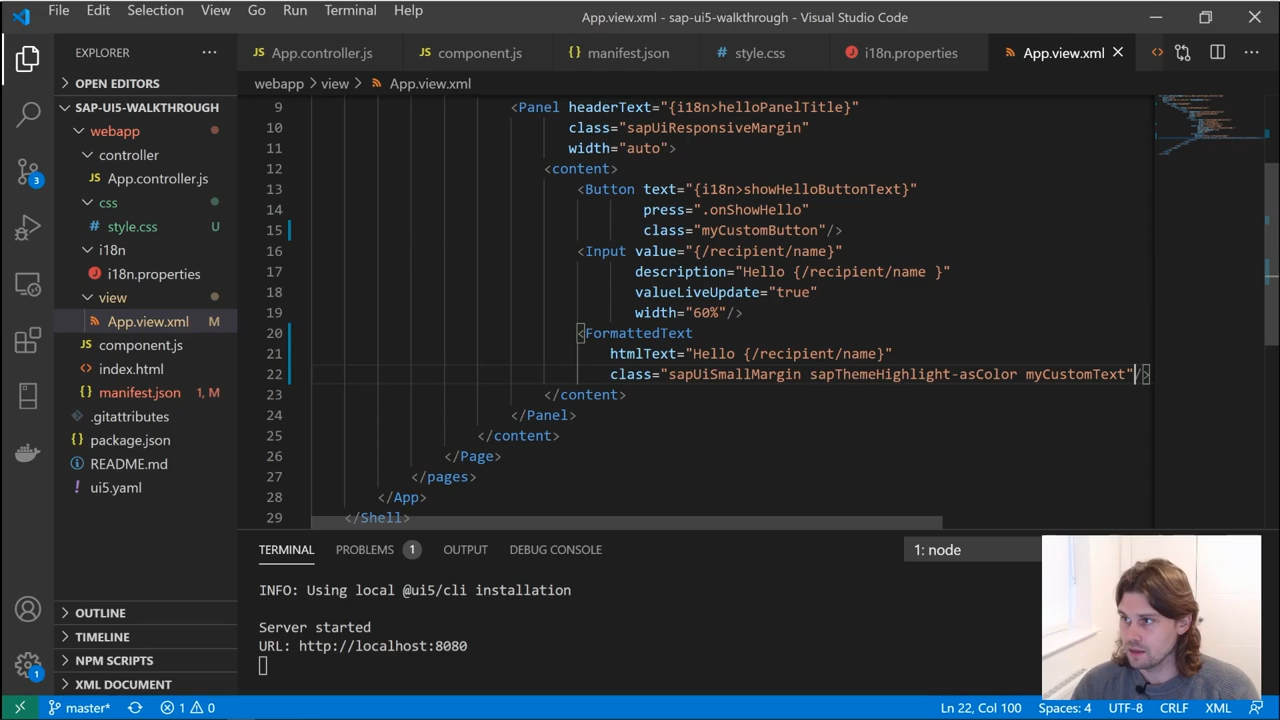 File Edit Selection View Go Run Terminal Help
App.view.xml - sap-ui5-walkthrough - Visual Studio Code
EXPLORER
App.controller.js
component.js
manifest.json
style.css
i18n.properties
App.view.xml
OPEN EDITORS
webapp > view > App.view.xml
SAP-UI5-WALKTHROUGH
webapp
controller
App.controller.js
css
style.css U
i18n
i18n.properties
view
App.view.xml M
component.js
index.html
manifest.json 1, M
.gitattributes
package.json
README.md
ui5.yaml
OUTLINE
TIMELINE
NPM SCRIPTS
XML DOCUMENT
3
1
9 <Panel headerText="{i18n>helloPanelTitle}"
10 class="sapUiResponsiveMargin"
11 width="auto">
12 <content>
13 <Button text="{i18n>showHelloButtonText}"
14 press=".onShowHello"
15 class="myCustomButton"/>
16 <Input value="{/recipient/name}"
17 description="Hello {/recipient/name }"
18 valueLiveUpdate="true"
19 width="60%"/>
20 <FormattedText
21 htmlText="Hello {/recipient/name}"
22 class="sapUiSmallMargin sapThemeHighlight-asColor myCustomText"/>
23 </content>
24 </Panel>
25 </content>
26 </Page>
27 </pages>
28 </App>
29 </Shell>
TERMINAL PROBLEMS 1 OUTPUT DEBUG CONSOLE
1: node
INFO: Using local @ui5/cli installation
Server started
URL: http://localhost:8080
master* 1 0
Ln 22, Col 100 Spaces: 4 UTF-8 CRLF XML